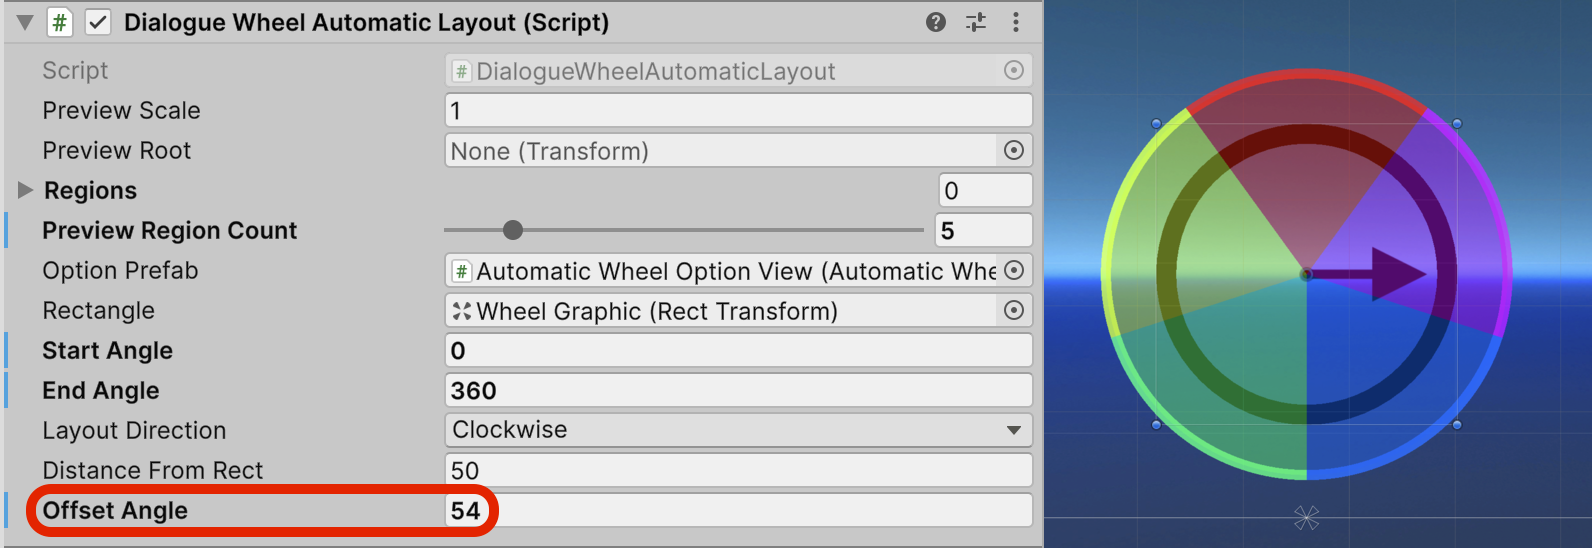 # Dialogue Wheel Automatic Layout (Script)
Script # DialogueWheelAutomaticLayout
Preview Scale 1
Preview Root None (Transform)
Regions 0
Preview Region Count 5
Option Prefab # Automatic Wheel Option View (Automatic Whe
Rectangle Wheel Graphic (Rect Transform)
Start Angle 0
End Angle 360
Layout Direction Clockwise
Distance From Rect 50
Offset Angle 54